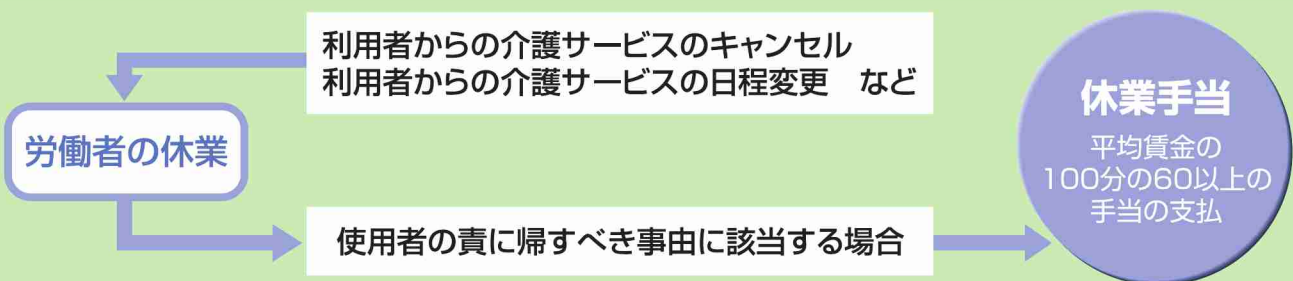 利用者からの介護サービスのキャンセル
利用者からの介護サービスの日程変更　など
労働者の休業
使用者の責に帰すべき事由に該当する場合
休業手当
平均賃金の
100分の60以上の
手当の支払